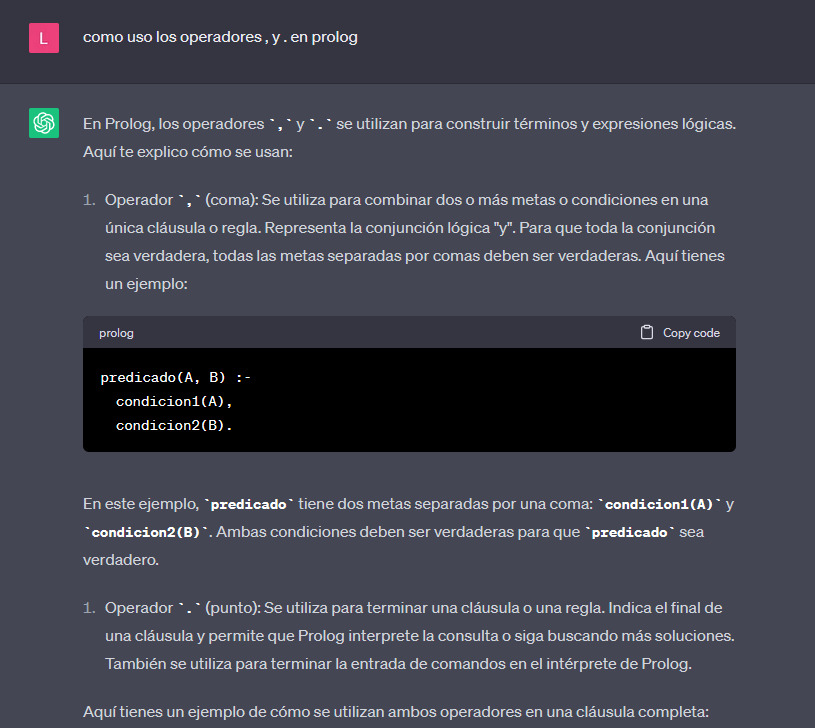 L
como uso los operadores , y . en prolog
En Prolog, los operadores `,` y `.` se utilizan para construir términos y expresiones lógicas.
Aquí te explico cómo se usan:
1. Operador `,` (coma): Se utiliza para combinar dos o más metas o condiciones en una
única cláusula o regla. Representa la conjunción lógica "y". Para que toda la conjunción
sea verdadera, todas las metas separadas por comas deben ser verdaderas. Aquí tienes
un ejemplo:
prolog
Copy code
predicado(A, B) :-
  condicion1(A),
  condicion2(B).
En este ejemplo, `predicado` tiene dos metas separadas por una coma: `condicion1(A)` y
`condicion2(B)`. Ambas condiciones deben ser verdaderas para que `predicado` sea
verdadero.
1. Operador `.` (punto): Se utiliza para terminar una cláusula o una regla. Indica el final de
una cláusula y permite que Prolog interprete la consulta o siga buscando más soluciones.
También se utiliza para terminar la entrada de comandos en el intérprete de Prolog.
Aquí tienes un ejemplo de cómo se utilizan ambos operadores en una cláusula completa: